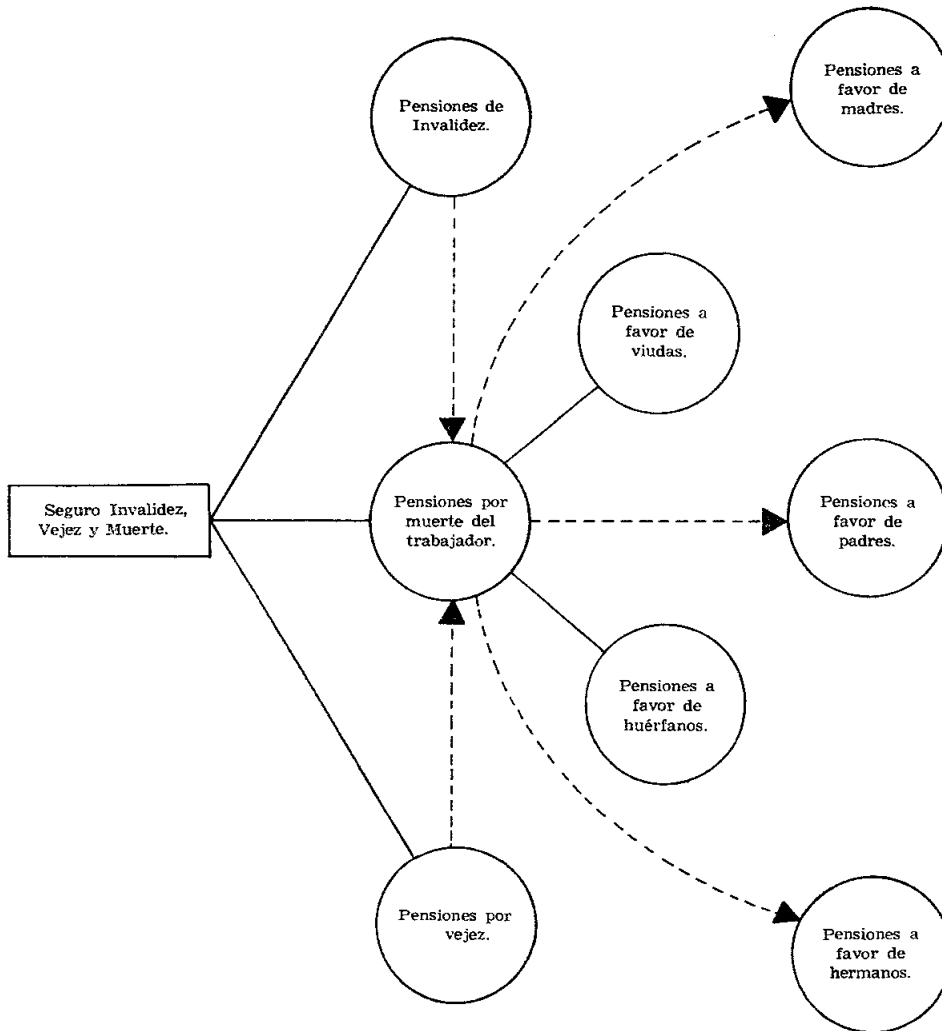 Pensiones de
Invalidez.
Pensiones a
favor de
madres.
Pensiones a
favor de
viudas.
Seguro Invalidez,
Vejez y Muerte.
Pensiones por
muerte del
trabajador.
Pensiones a
favor de
padres.
Pensiones a
favor de
huérfanos.
Pensiones por
vejez.
Pensiones a
favor de
hermanos.